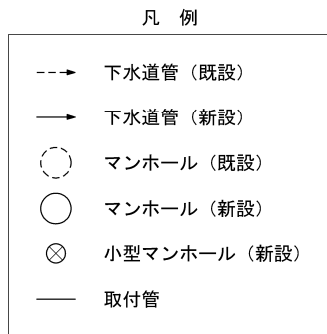 凡 例
下水道管（既設）
下水道管（新設）
マンホール（既設）
マンホール（新設）
小型マンホール（新設）
取付管